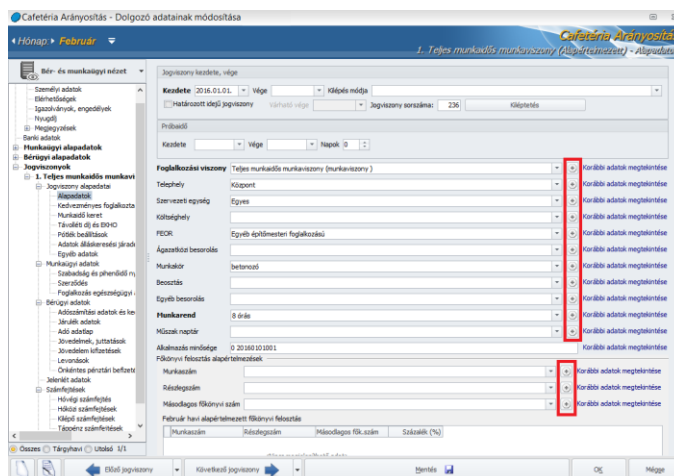 Cafetéria Arányosítás - Dolgozó adatainak módosítása
Hónap: Február
Cafetéria Arányosítás
1. Teljes munkaidős munkaviszony (Alapértelmezett) - Alapadatok
Bér- és munkaügyi nézet
Személyi adatok
Elérhetőségek
Igazolványok, engedélyek
Nyugdíj
Megjegyzések
Banki adatok
Munkaügyi alapadatok
Bérügyi alapadatok
Jogviszonyok
1. Teljes munkaidős munkavi
Jogviszony alapadatai
Alapadatok
Kedvezményes foglalkozta
Munkaidő keret
Távolléti díj és EKHO
Pótlék beállítások
Adatok álláskeresési járadé
Egyéb adatok
Munkaügyi adatok
Szabadság és pihenőidő ny
Szerződés
Foglalkozás egészségügyi
Bérügyi adatok
Adószámítási adatok és ke
Járulék adatok
Adó adatlap
Jövedelmek, juttatások
Jövedelem kifizetések
Levonások
Önkéntes pénztári befizete
Jelenlét adatok
Számfejtések
Hóvégi számfejtés
Hóközi számfejtések
Kilépő számfejtések
Táppénz számfejtések
Összes Tárgyhavi Utolsó 1/1
Jogviszony kezdete, vége
Kezdete 2016.01.01. Vége Kilépés módja
Határozott idejű jogviszony Várható vége Jogviszony sorszáma: 236 Kiléptetés
Próbaidő
Kezdete Vége Napok 0
Foglalkozási viszony Teljes munkaidős munkaviszony (munkaviszony ) Korábbi adatok megtekintése
Telephely Központ Korábbi adatok megtekintése
Szervezeti egység Egyes Korábbi adatok megtekintése
Költséghely Korábbi adatok megtekintése
FEOR Egyéb építőmesteri foglalkozású Korábbi adatok megtekintése
Ágazatközi besorolás Korábbi adatok megtekintése
Munkakör betonozó Korábbi adatok megtekintése
Beosztás Korábbi adatok megtekintése
Egyéb besorolás Korábbi adatok megtekintése
Munkarend 8 órás Korábbi adatok megtekintése
Műszak naptár Korábbi adatok megtekintése
Alkalmazás minősége 0 20160101001 Korábbi adatok megtekintése
Főkönyvi felosztás alapértelmezések
Munkaszám Korábbi adatok megtekintése
Részlegszám Korábbi adatok megtekintése
Másodlagos főkönyvi szám Korábbi adatok megtekintése
Február havi alapértelmezett főkönyvi felosztás
Munkaszám Részlegszám Másodlagos fők.szám Százalék (%)
Előző jogviszony Következő jogviszony Mentés OK Mégse